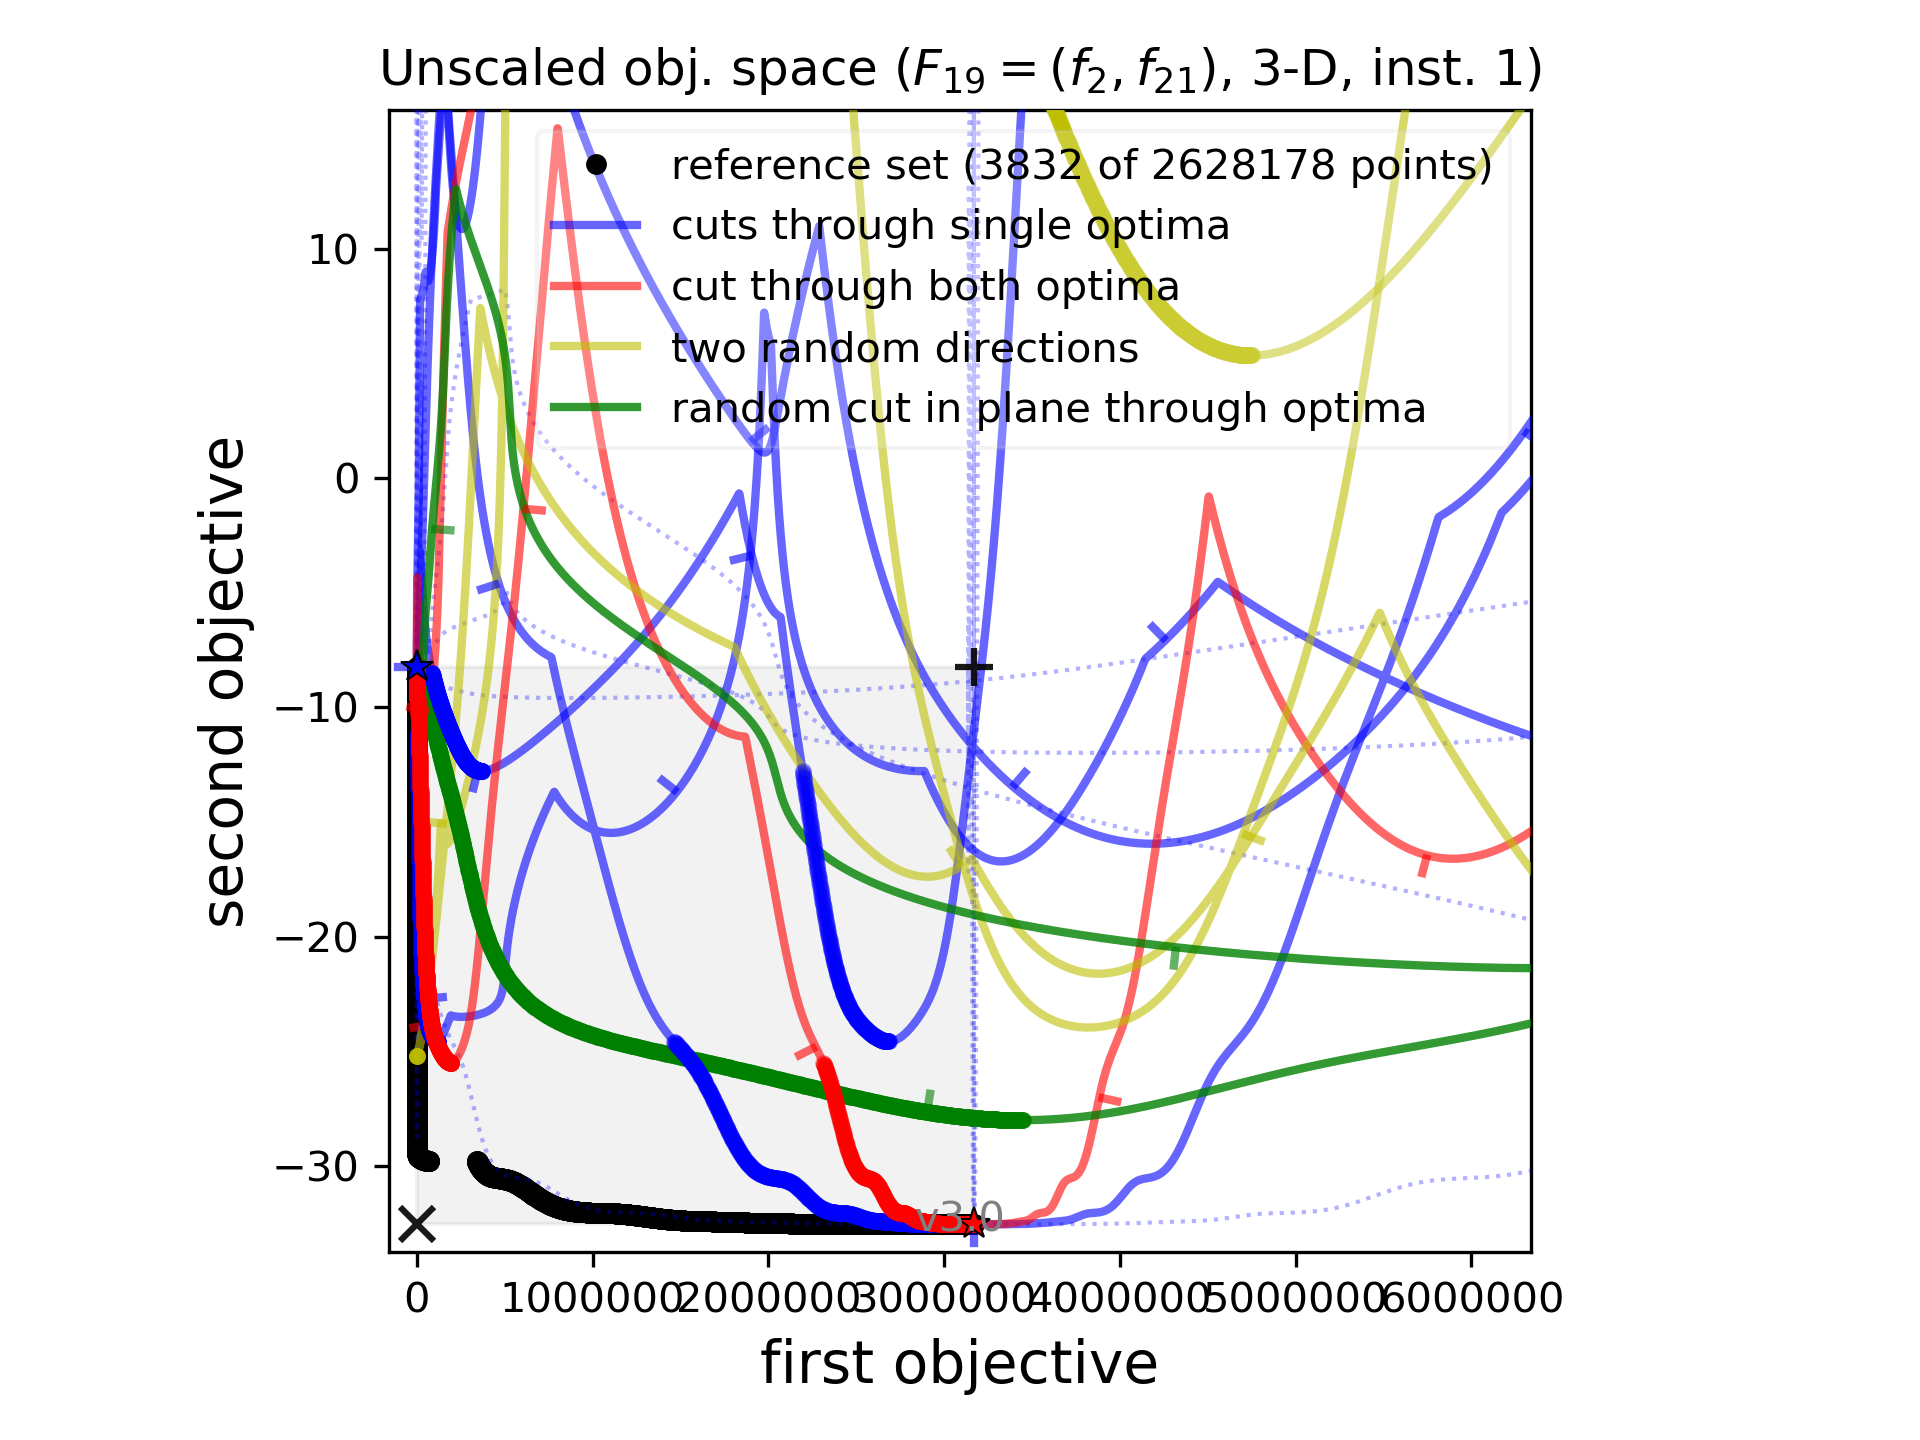 Unscaled obj. space (F₁₉ = (f₂, f₂₁), 3-D, inst. 1)
reference set (3832 of 2628178 points)
cuts through single optima
cut through both optima
two random directions
random cut in plane through optima
second objective
10
0
−10
−20
−30
v3.0
0 1000000 2000000 3000000 4000000 5000000 6000000
first objective